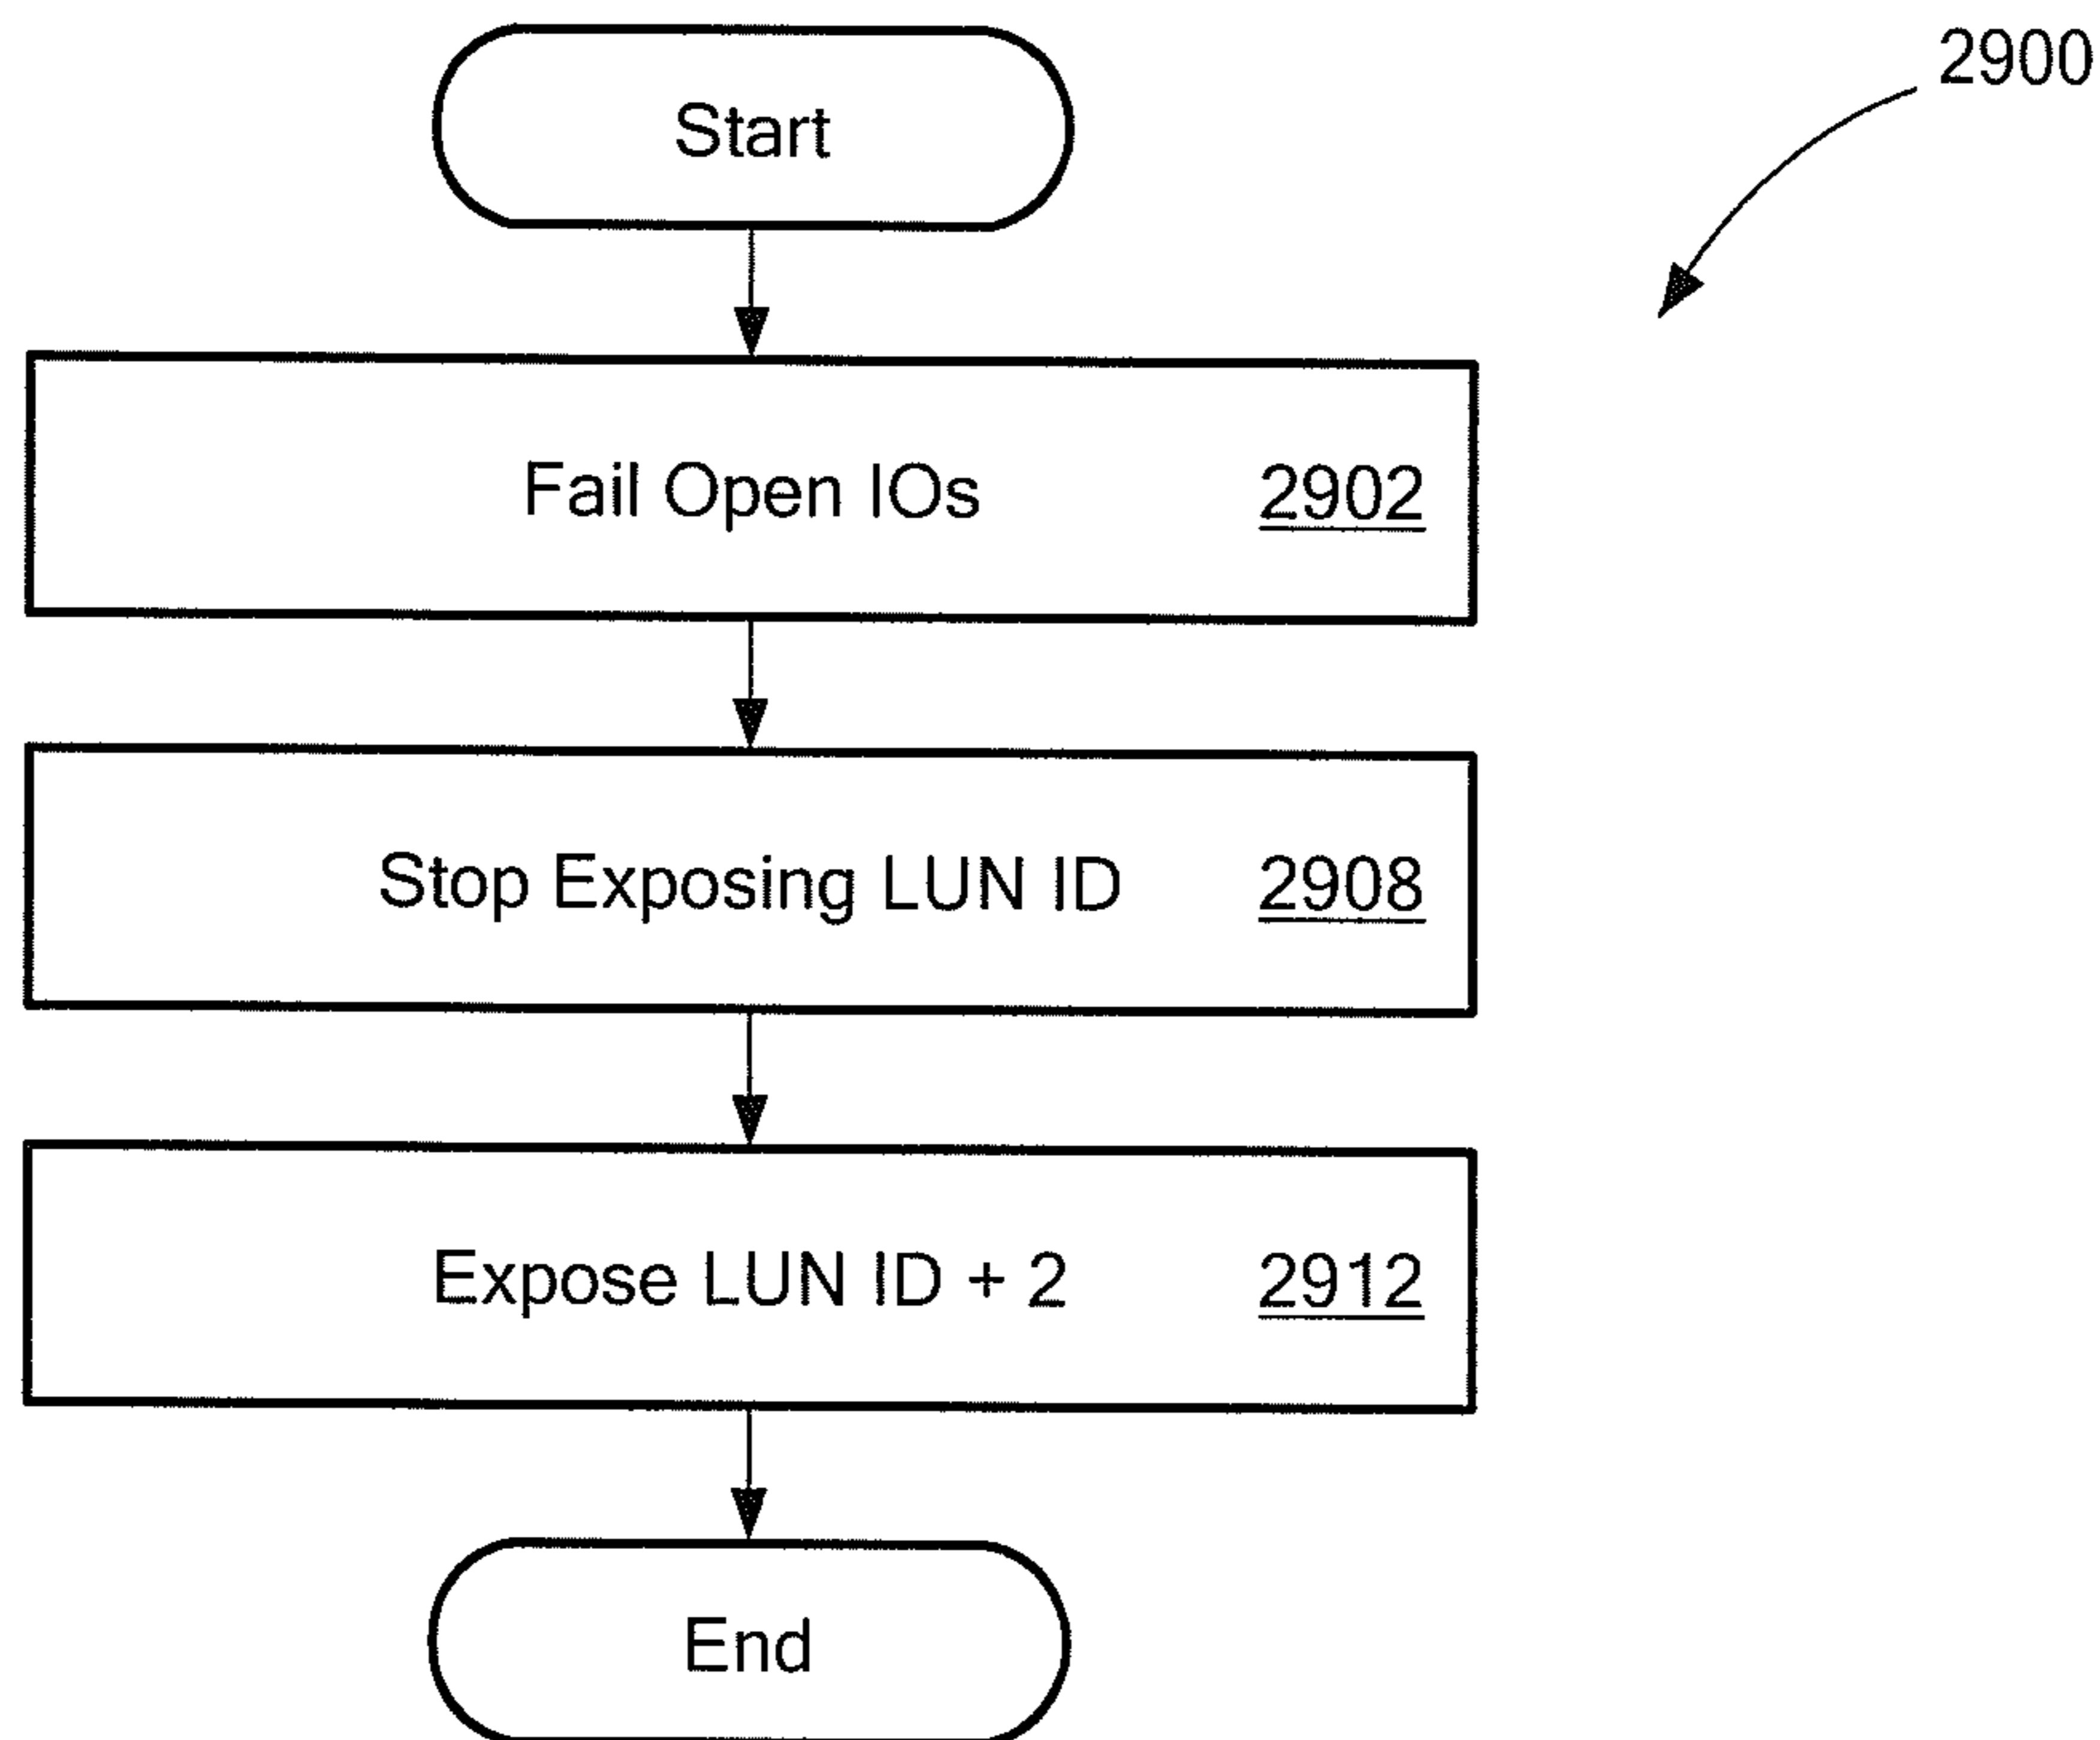 2900
Start
Fail Open IOs 2902
Stop Exposing LUN ID 2908
Expose LUN ID + 2 2912
End